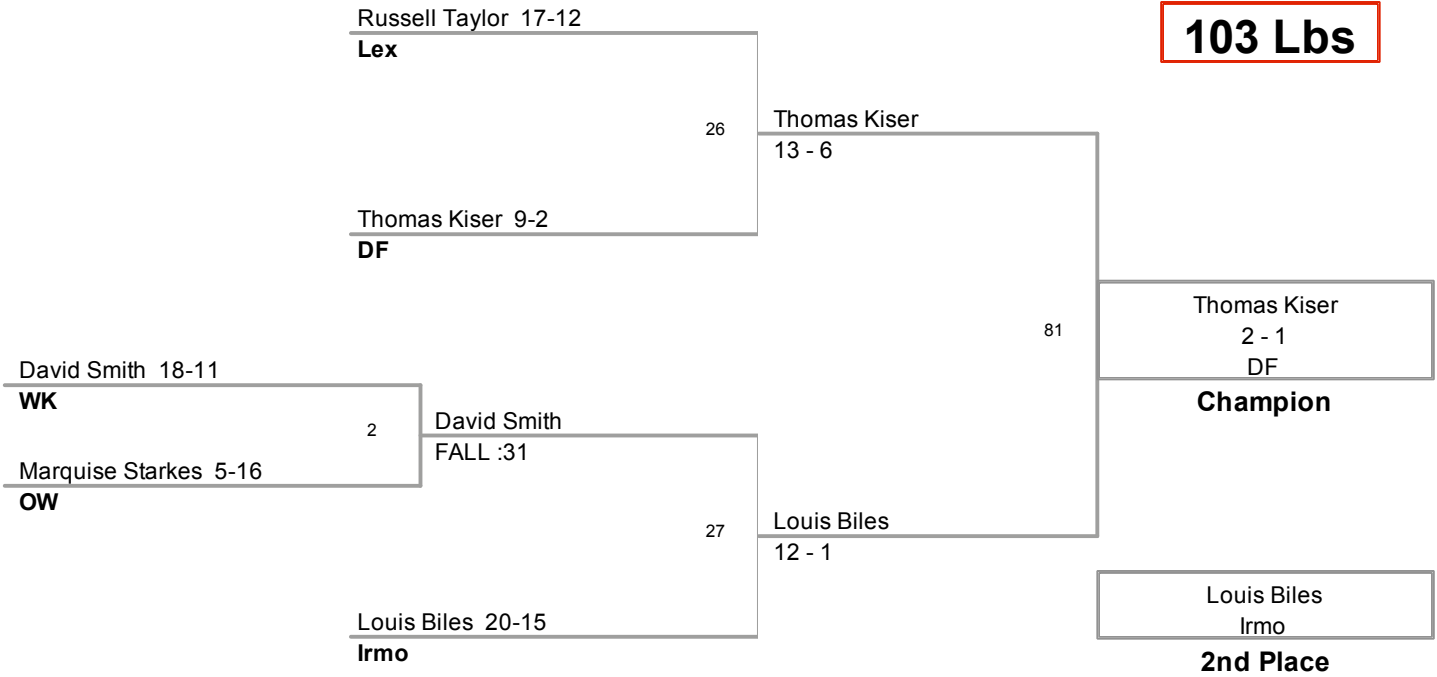 Russell Taylor 17-12
Lex
103 Lbs
26
Thomas Kiser
13 - 6
Thomas Kiser 9-2
DF
81
Thomas Kiser
2 - 1
DF
Champion
David Smith 18-11
WK
2
David Smith
FALL :31
Marquise Starkes 5-16
OW
27
Louis Biles
12 - 1
Louis Biles 20-15
Irmo
Louis Biles
Irmo
2nd Place